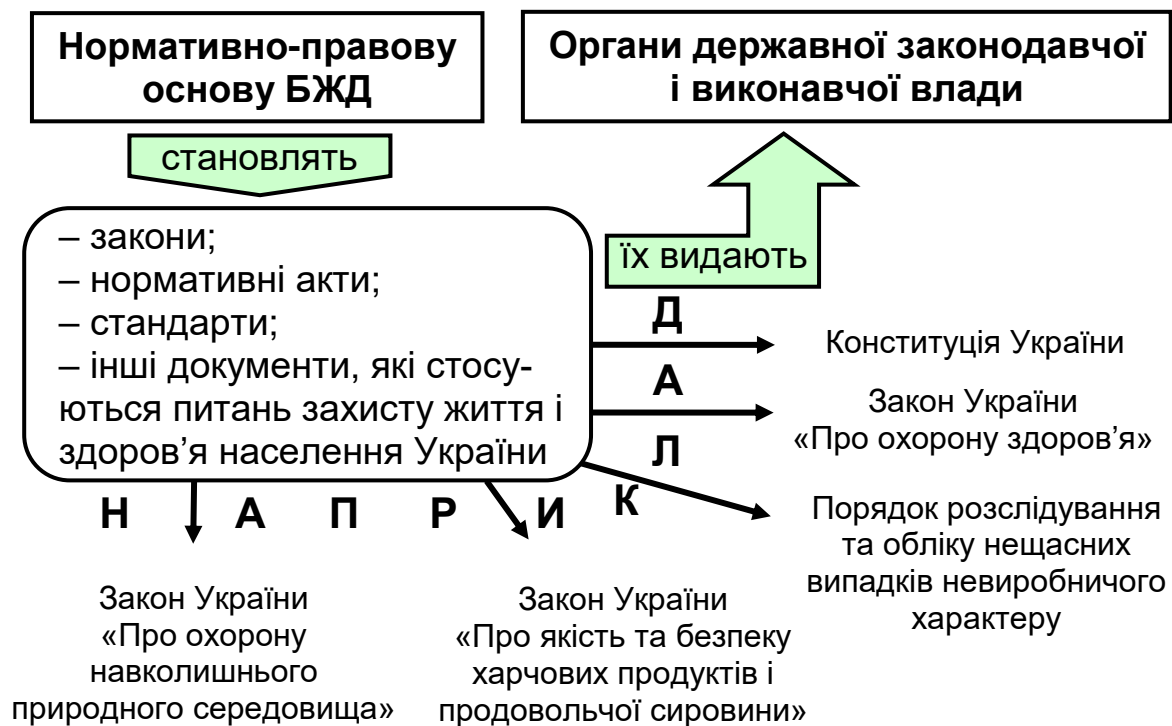 Нормативно-правову
основу БЖД
Органи державної законодавчої
і виконавчої влади
становлять
їх видають
– закони;
– нормативні акти;
– стандарти;
– інші документи, які стосу-
ються питань захисту життя і
здоров’я населення України
Н А П Р И К Л А Д
Конституція України
Закон України
«Про охорону здоров’я»
Порядок розслідування
та обліку нещасних
випадків невиробничого
характеру
Закон України
«Про охорону
навколишнього
природного середовища»
Закон України
«Про якість та безпеку
харчових продуктів і
продовольчої сировини»